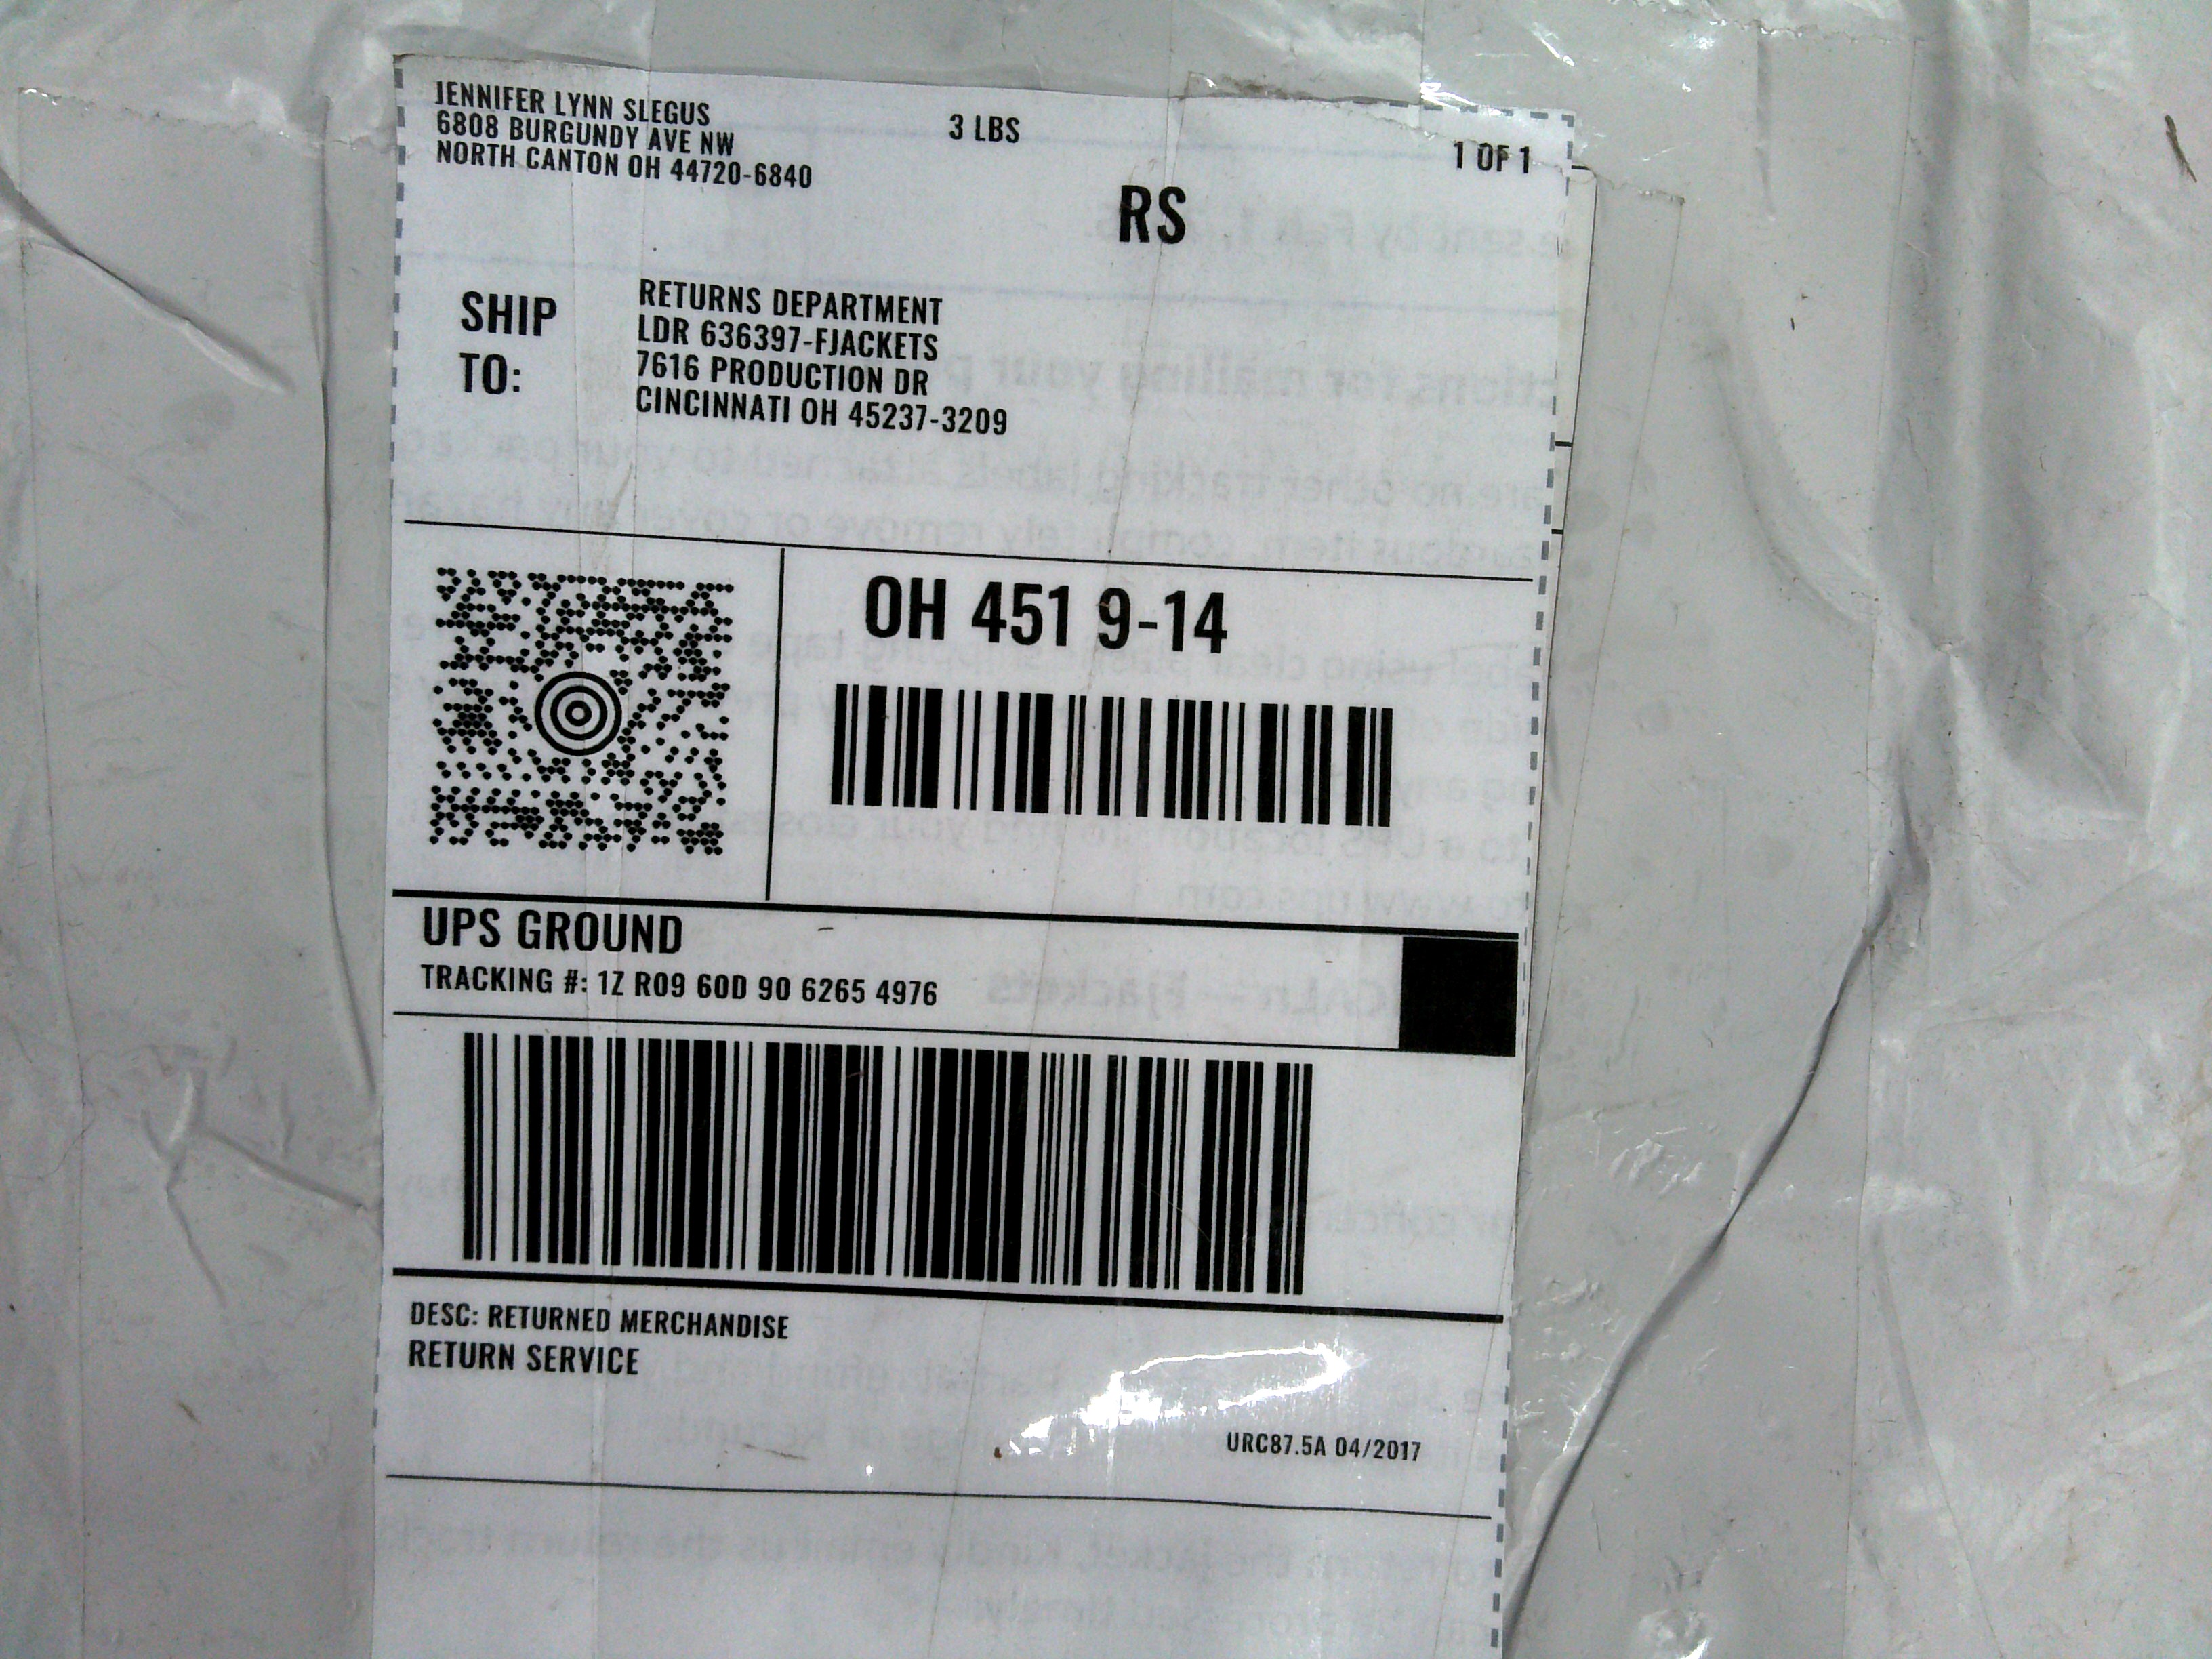 JENNIFER LYNN SLEGUS
6808 BURGUNDY AVE NW
NORTH CANTON OH 44720-6840
3 LBS
1 OF 1
RS
SHIP
TO:
RETURNS DEPARTMENT
LDR 636397-FJACKETS
7616 PRODUCTION DR
CINCINNATI OH 45237-3209
OH 451 9-14
UPS GROUND
TRACKING #: 1Z R09 60D 90 6265 4976
DESC: RETURNED MERCHANDISE
RETURN SERVICE
URC87.5A 04/2017